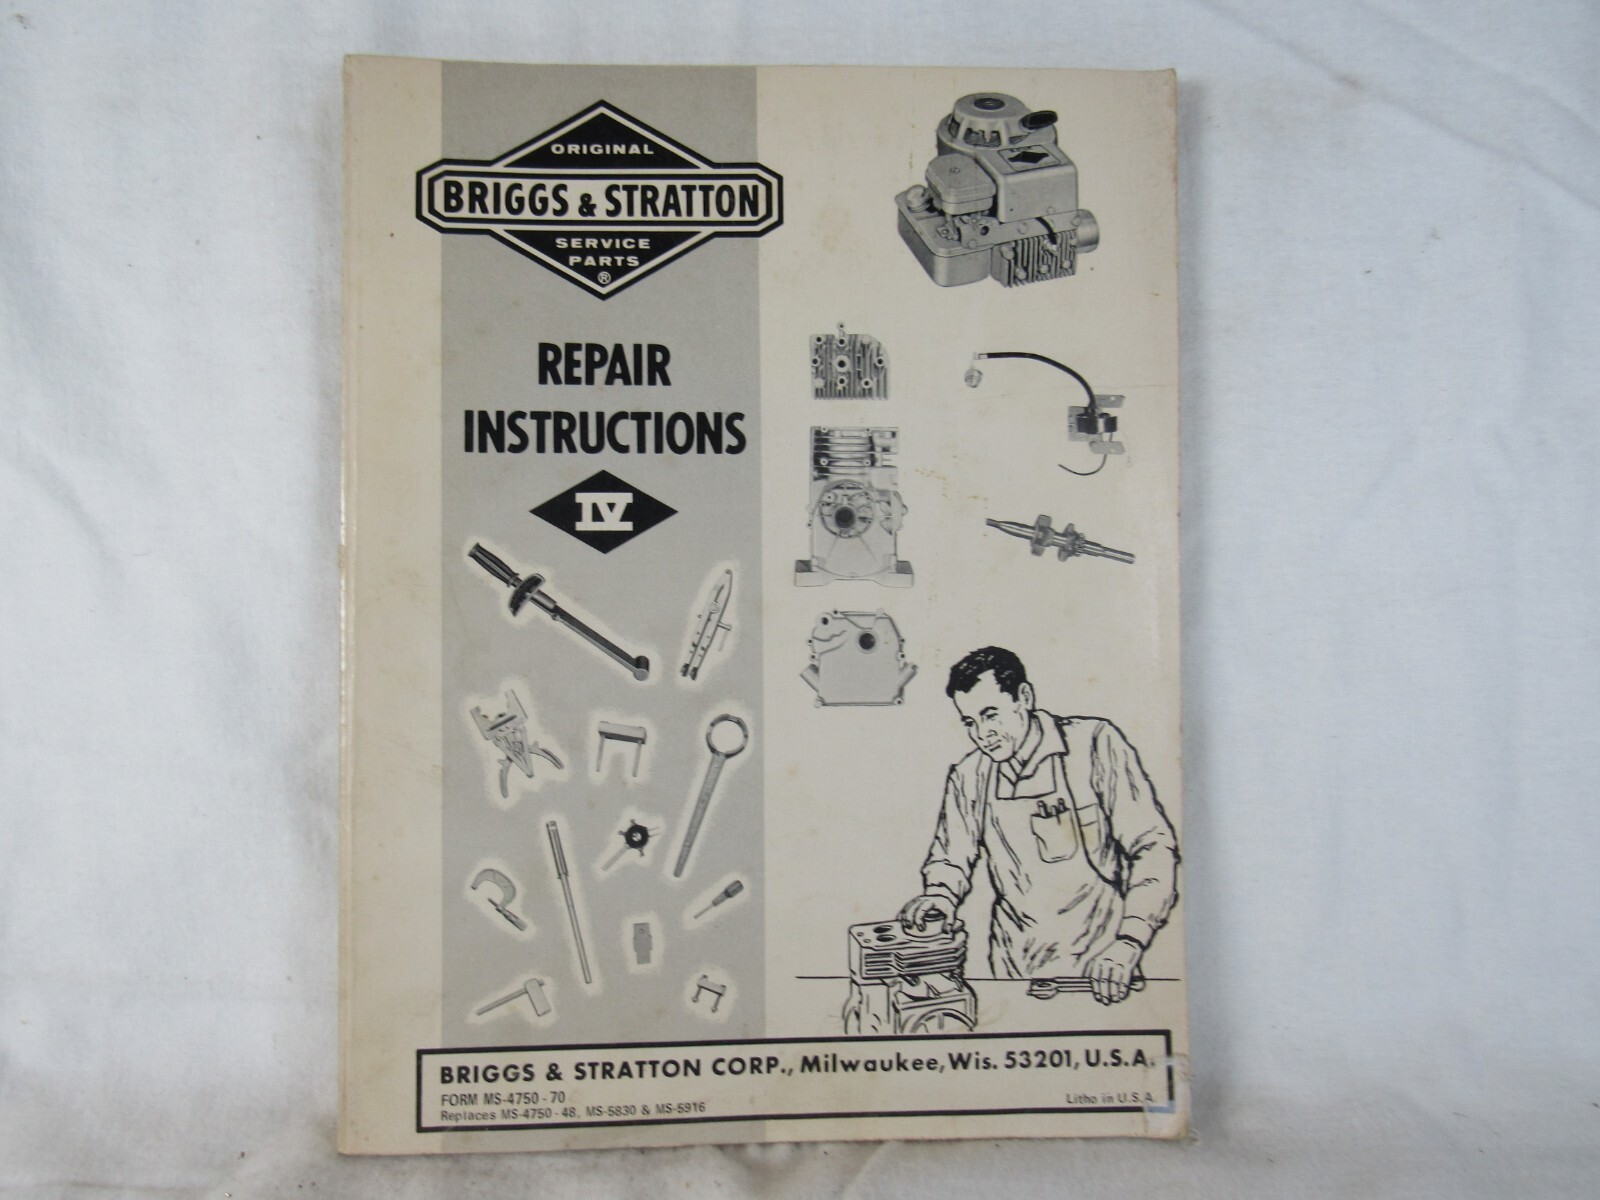 ORIGINAL
BRIGGS & STRATTON
SERVICE
PARTS
®
REPAIR
INSTRUCTIONS
IV
BRIGGS & STRATTON CORP., Milwaukee, Wis. 53201, U.S.A.
FORM MS-4750-70
Replaces MS-4750-48, MS-5830 & MS-5916
Litho in U.S.A.